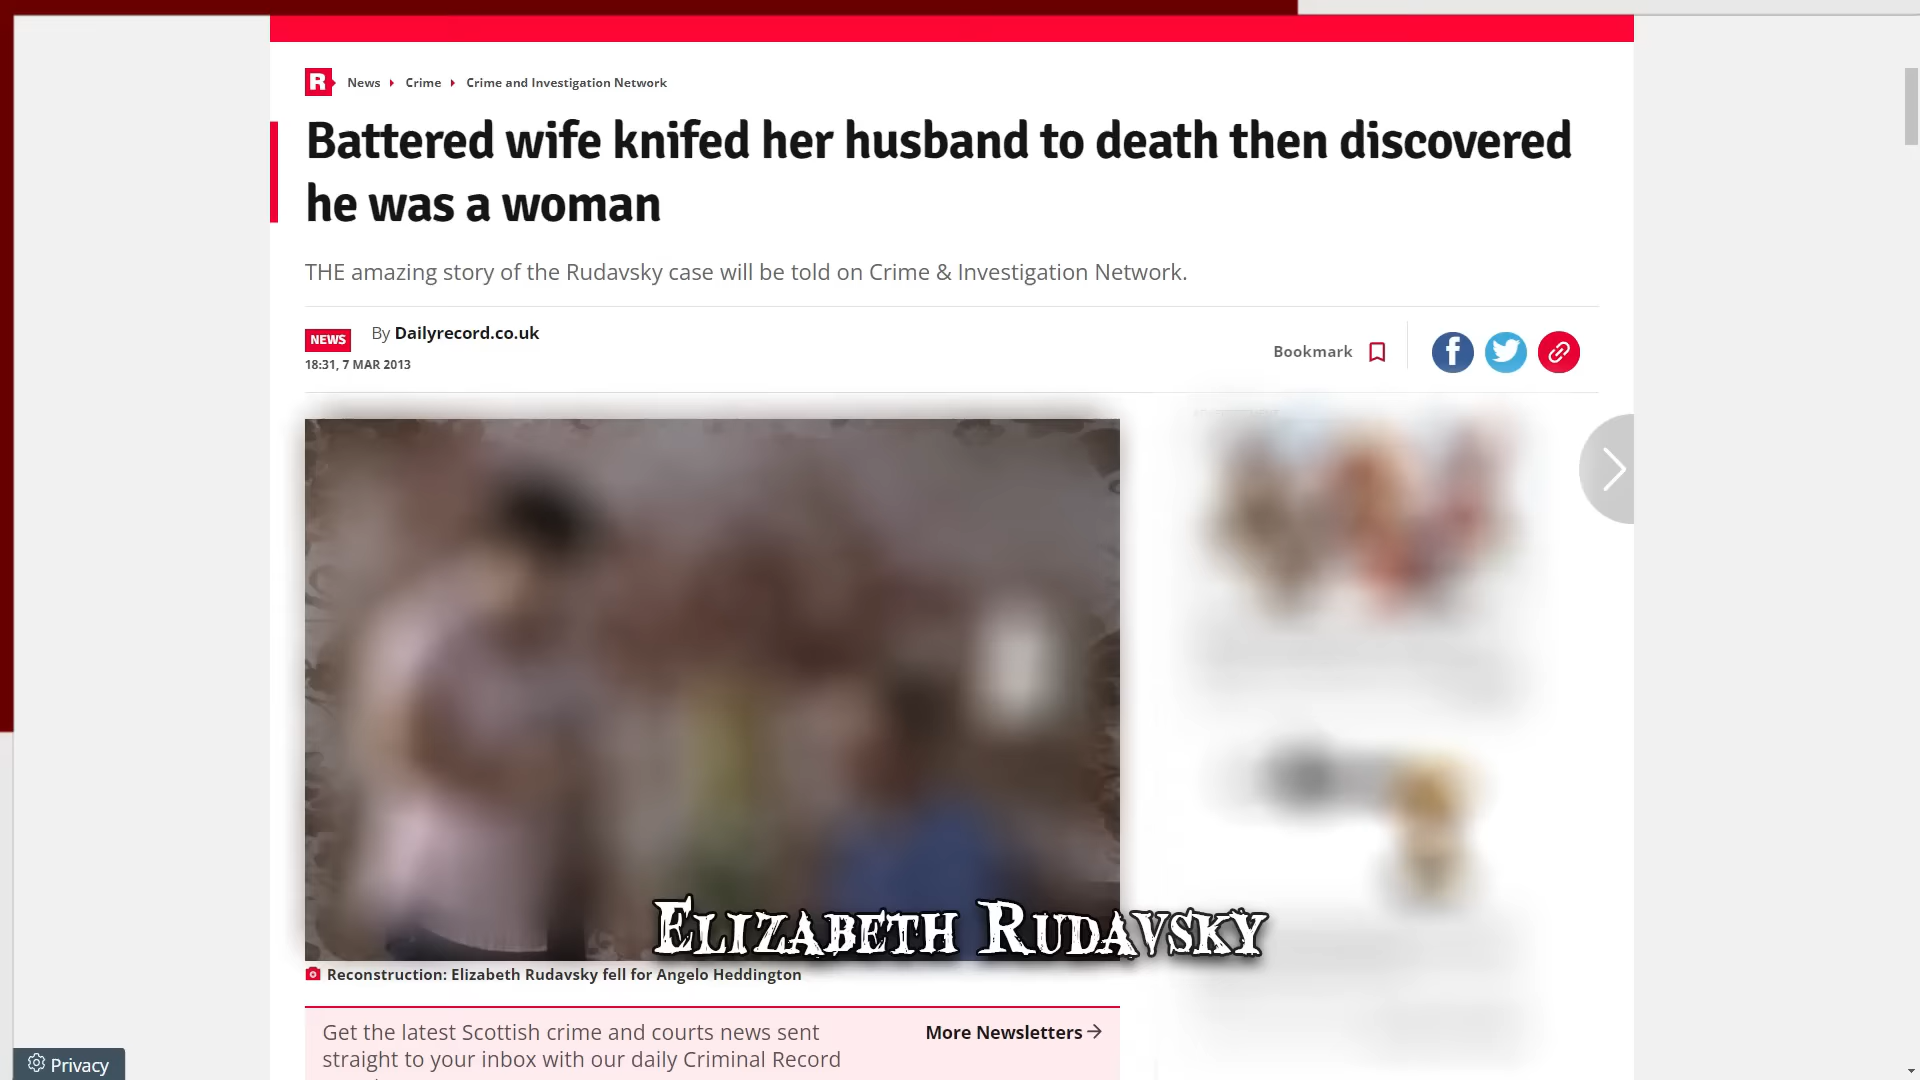 R News Crime Crime and Investigation Network
Battered wife knifed her husband to death then discovered
he was a woman
THE amazing story of the Rudavsky case will be told on Crime & Investigation Network.
NEWS By Dailyrecord.co.uk
18:31, 7 MAR 2013
Bookmark
Elizabeth Rudavsky
Reconstruction: Elizabeth Rudavsky fell for Angelo Heddington
Get the latest Scottish crime and courts news sent
straight to your inbox with our daily Criminal Record
More Newsletters
Privacy